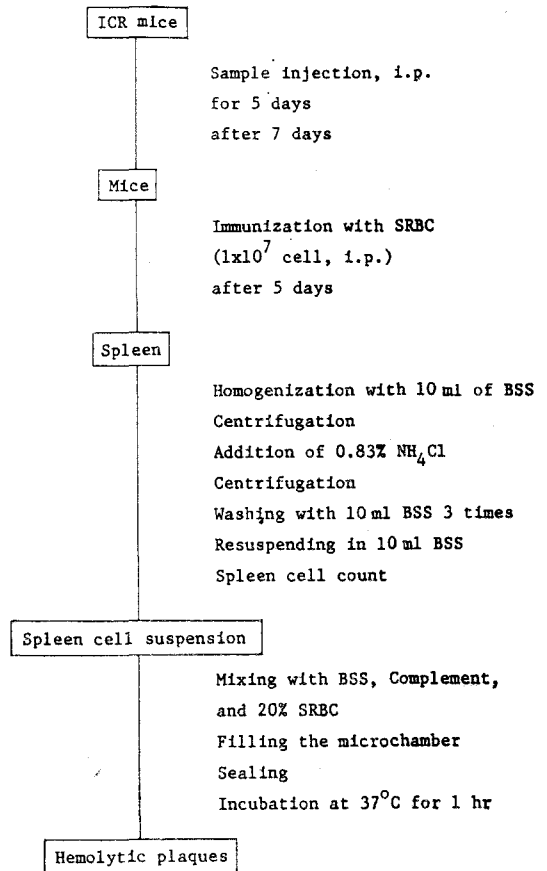 ICR mice
Sample injection, i.p.
for 5 days
after 7 days
Mice
Immunization with SRBC
(1x10⁷ cell, i.p.)
after 5 days
Spleen
Homogenization with 10 ml of BSS
Centrifugation
Addition of 0.83% NH₄Cl
Centrifugation
Washing with 10 ml BSS 3 times
Resuspending in 10 ml BSS
Spleen cell count
Spleen cell suspension
Mixing with BSS, Complement,
and 20% SRBC
Filling the microchamber
Sealing
Incubation at 37°C for 1 hr
Hemolytic plaques